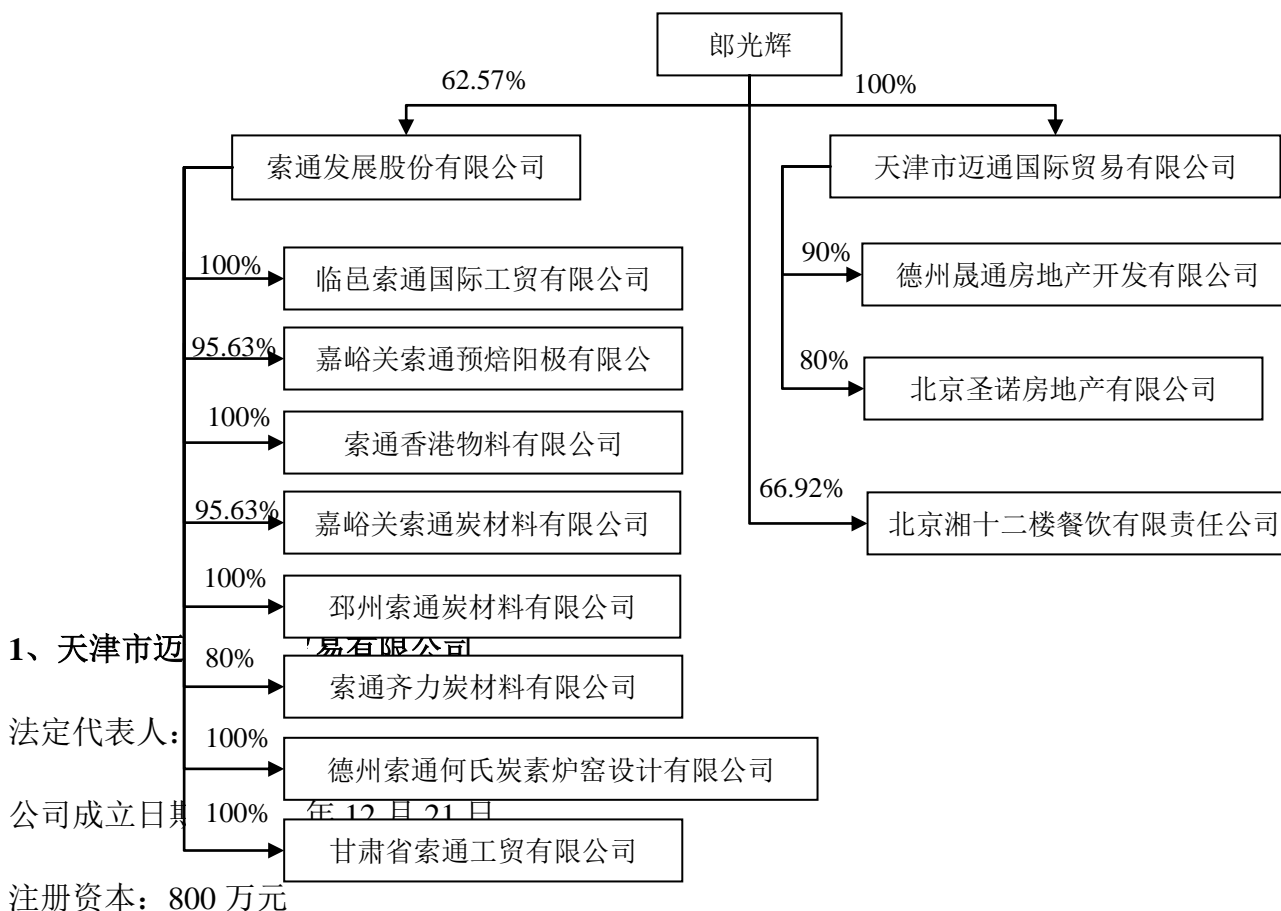 郎光辉
62.57%
100%
索通发展股份有限公司
天津市迈通国际贸易有限公司
100%
临邑索通国际工贸有限公司
90%
德州晟通房地产开发有限公司
95.63%
嘉峪关索通预焙阳极有限公
80%
北京圣诺房地产有限公司
100%
索通香港物料有限公司
66.92%
北京湘十二楼餐饮有限责任公司
95.63%
嘉峪关索通炭材料有限公司
100%
邳州索通炭材料有限公司
1、天津市迈
易有限公司
80%
索通齐力炭材料有限公司
法定代表人：
100%
德州索通何氏炭素炉窑设计有限公司
公司成立日期
年 12 月 21 日
100%
甘肃省索通工贸有限公司
注册资本：800 万元